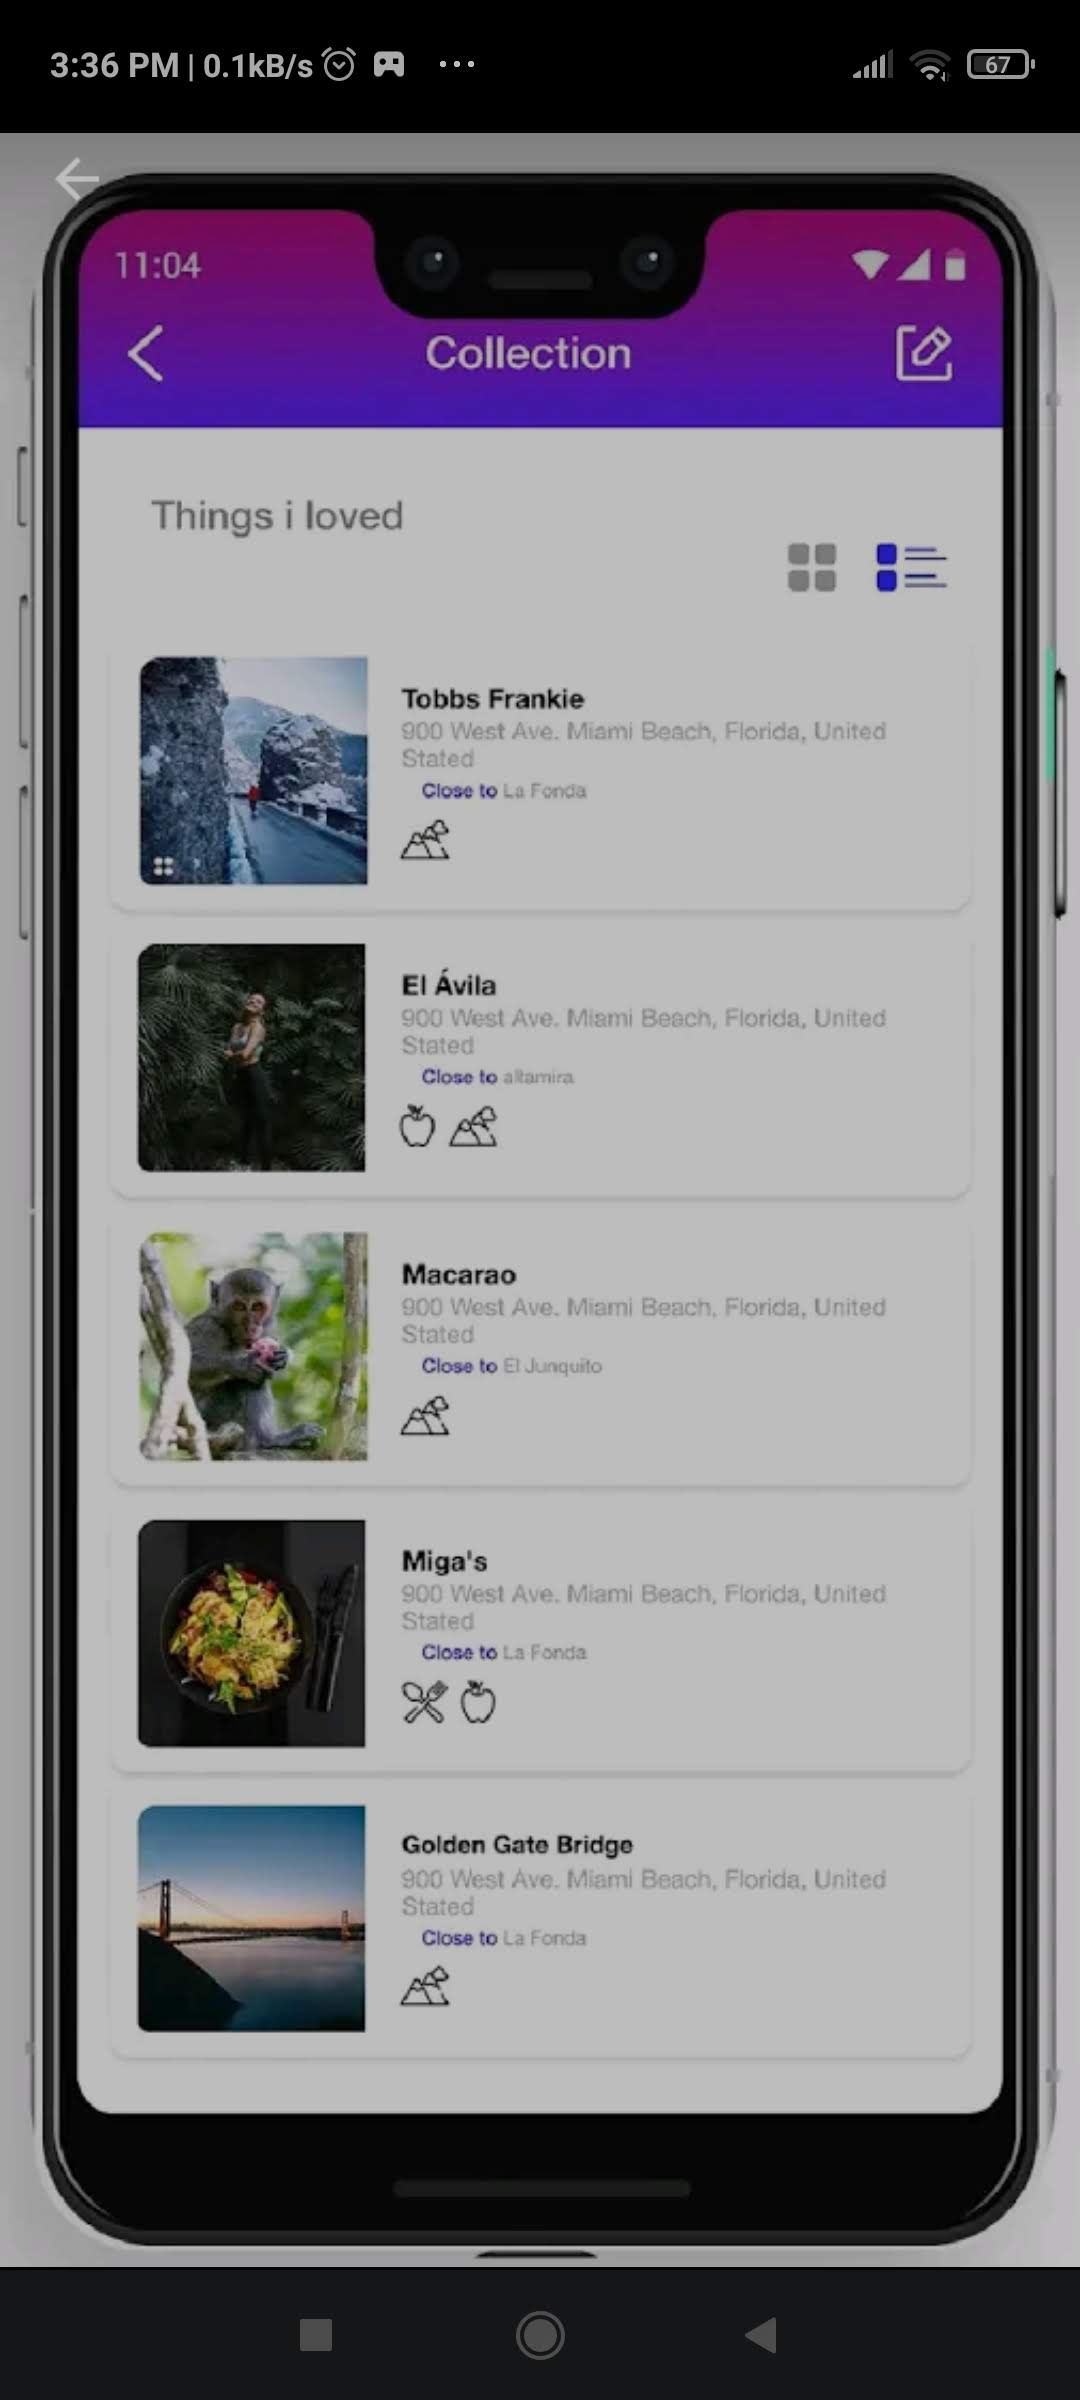 3:36 PM | 0.1kB/s
67
11:04
Collection
Things i loved
Tobbs Frankie
900 West Ave. Miami Beach, Florida, United
Stated
Close to La Fonda
El Ávila
900 West Ave. Miami Beach, Florida, United
Stated
Close to altamira
Macarao
900 West Ave. Miami Beach, Florida, United
Stated
Close to El Junquito
Miga's
900 West Ave. Miami Beach, Florida, United
Stated
Close to La Fonda
Golden Gate Bridge
900 West Ave. Miami Beach, Florida, United
Stated
Close to La Fonda